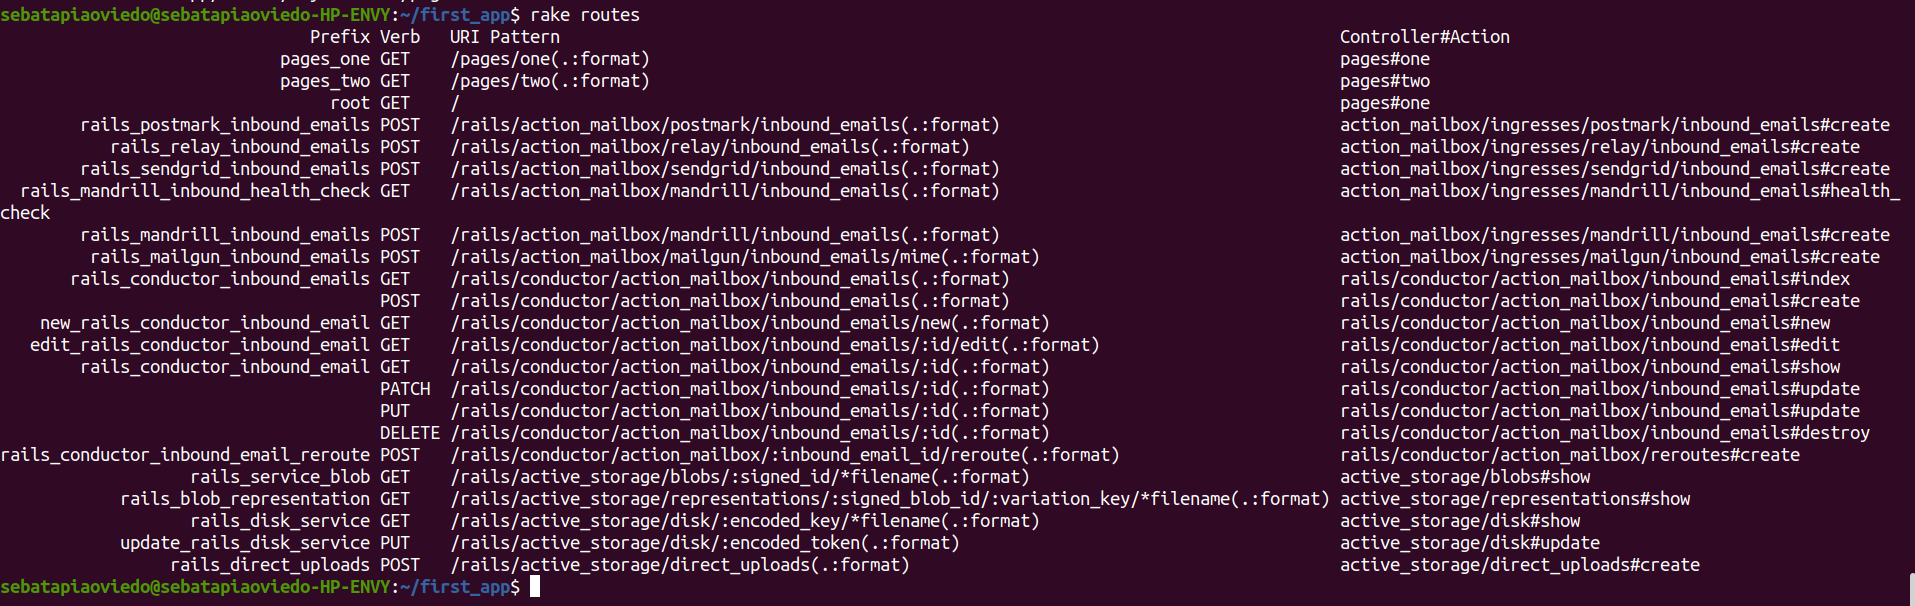 sebatapiaoviedo@sebatapiaoviedo-HP-ENVY:~/first_app$ rake routes
Prefix Verb URI Pattern Controller#Action
pages_one GET /pages/one(.:format) pages#one
pages_two GET /pages/two(.:format) pages#two
root GET / pages#one
rails_postmark_inbound_emails POST /rails/action_mailbox/postmark/inbound_emails(.:format) action_mailbox/ingresses/postmark/inbound_emails#create
rails_relay_inbound_emails POST /rails/action_mailbox/relay/inbound_emails(.:format) action_mailbox/ingresses/relay/inbound_emails#create
rails_sendgrid_inbound_emails POST /rails/action_mailbox/sendgrid/inbound_emails(.:format) action_mailbox/ingresses/sendgrid/inbound_emails#create
rails_mandrill_inbound_health_check GET /rails/action_mailbox/mandrill/inbound_emails(.:format) action_mailbox/ingresses/mandrill/inbound_emails#health_
check
rails_mandrill_inbound_emails POST /rails/action_mailbox/mandrill/inbound_emails(.:format) action_mailbox/ingresses/mandrill/inbound_emails#create
rails_mailgun_inbound_emails POST /rails/action_mailbox/mailgun/inbound_emails/mime(.:format) action_mailbox/ingresses/mailgun/inbound_emails#create
rails_conductor_inbound_emails GET /rails/conductor/action_mailbox/inbound_emails(.:format) rails/conductor/action_mailbox/inbound_emails#index
POST /rails/conductor/action_mailbox/inbound_emails(.:format) rails/conductor/action_mailbox/inbound_emails#create
new_rails_conductor_inbound_email GET /rails/conductor/action_mailbox/inbound_emails/new(.:format) rails/conductor/action_mailbox/inbound_emails#new
edit_rails_conductor_inbound_email GET /rails/conductor/action_mailbox/inbound_emails/:id/edit(.:format) rails/conductor/action_mailbox/inbound_emails#edit
rails_conductor_inbound_email GET /rails/conductor/action_mailbox/inbound_emails/:id(.:format) rails/conductor/action_mailbox/inbound_emails#show
PATCH /rails/conductor/action_mailbox/inbound_emails/:id(.:format) rails/conductor/action_mailbox/inbound_emails#update
PUT /rails/conductor/action_mailbox/inbound_emails/:id(.:format) rails/conductor/action_mailbox/inbound_emails#update
DELETE /rails/conductor/action_mailbox/inbound_emails/:id(.:format) rails/conductor/action_mailbox/inbound_emails#destroy
rails_conductor_inbound_email_reroute POST /rails/conductor/action_mailbox/:inbound_email_id/reroute(.:format) rails/conductor/action_mailbox/reroutes#create
rails_service_blob GET /rails/active_storage/blobs/:signed_id/*filename(.:format) active_storage/blobs#show
rails_blob_representation GET /rails/active_storage/representations/:signed_blob_id/:variation_key/*filename(.:format) active_storage/representations#show
rails_disk_service GET /rails/active_storage/disk/:encoded_key/*filename(.:format) active_storage/disk#show
update_rails_disk_service PUT /rails/active_storage/disk/:encoded_token(.:format) active_storage/disk#update
rails_direct_uploads POST /rails/active_storage/direct_uploads(.:format) active_storage/direct_uploads#create
sebatapiaoviedo@sebatapiaoviedo-HP-ENVY:~/first_app$